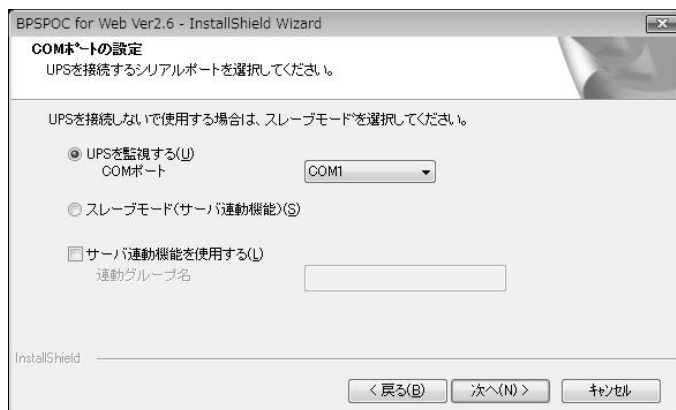 BPSPOC for Web Ver2.6 - InstallShield Wizard
COMポートの設定
UPSを接続するシリアルポートを選択してください。
UPSを接続しないで使用する場合は、スレーブモードを選択してください。
UPSを監視する(U)
COMポート COM1
スレーブモード(サーバ連動機能)(S)
サーバ連動機能を使用する(L)
連動グループ名
InstallShield
< 戻る(B) 次へ(N) > キャンセル